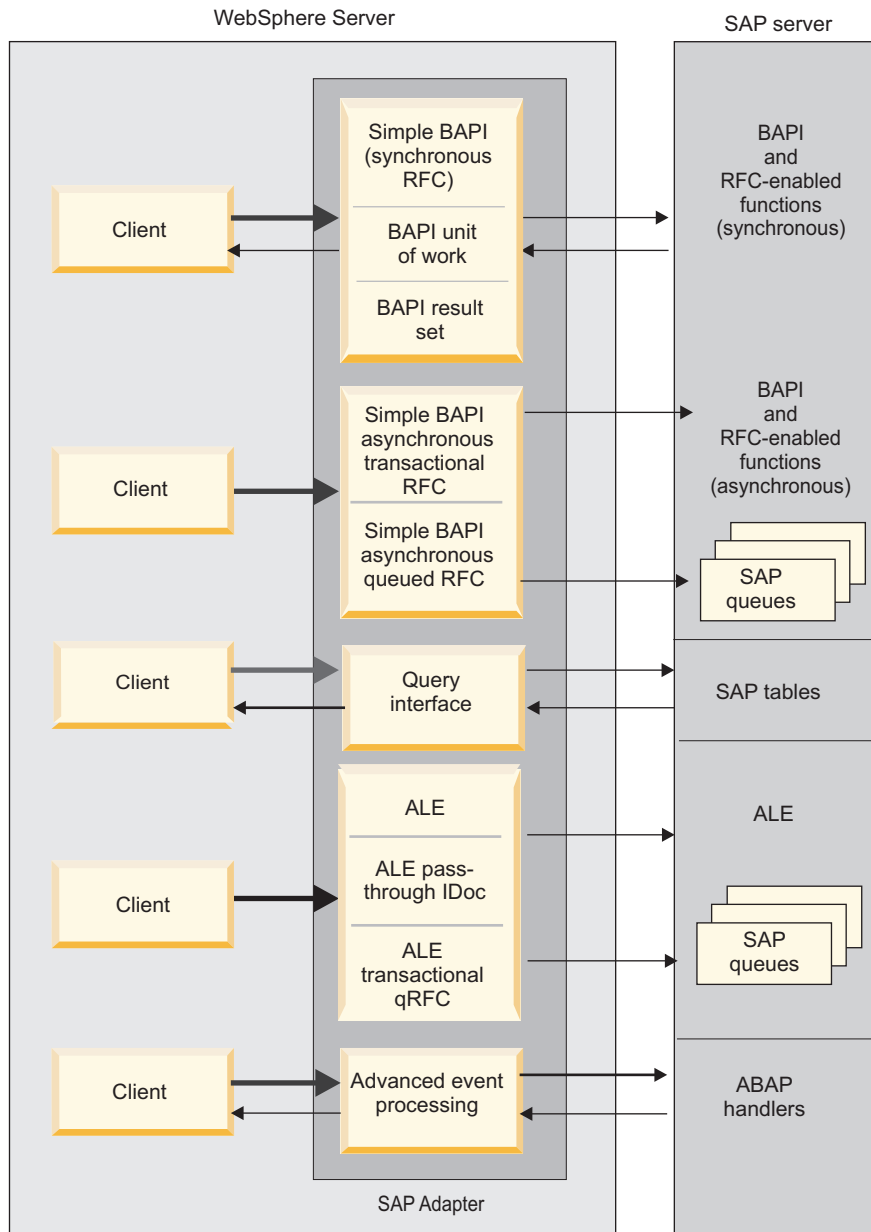 WebSphere Server
SAP server
Client
Simple BAPI
(synchronous
RFC)
BAPI unit
of work
BAPI result
set
BAPI
and
RFC-enabled
functions
(synchronous)
Client
Simple BAPI
asynchronous
transactional
RFC
Simple BAPI
asynchronous
queued RFC
BAPI
and
RFC-enabled
functions
(asynchronous)
SAP
queues
Client
Query
interface
SAP tables
Client
ALE
ALE pass-
through IDoc
ALE
transactional
qRFC
ALE
SAP
queues
Client
Advanced event
processing
ABAP
handlers
SAP Adapter